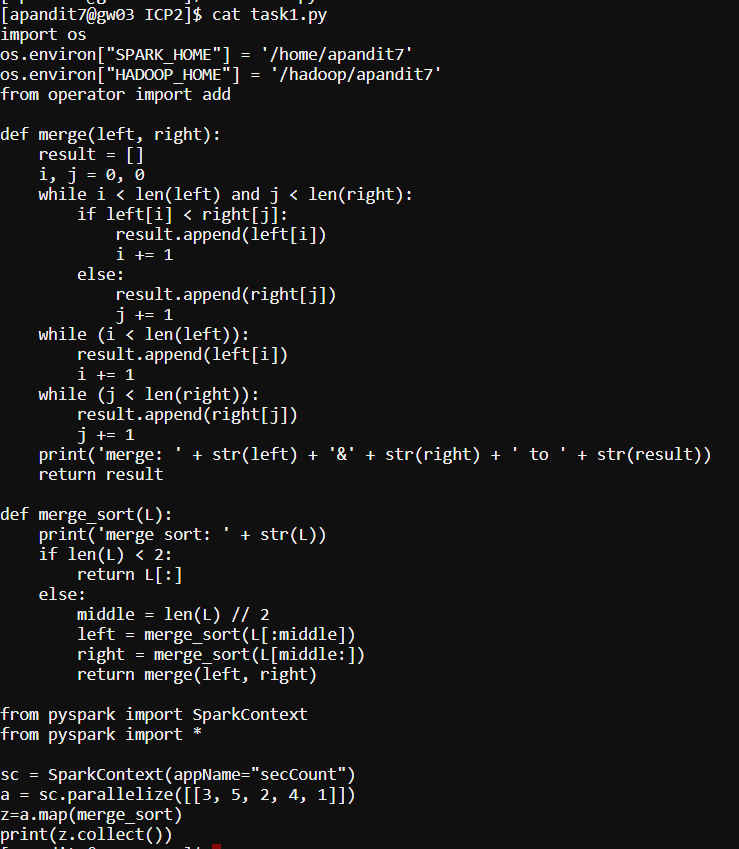 [apandit7@gw03 ICP2]$ cat task1.py
import os
os.environ["SPARK_HOME"] = '/home/apandit7'
os.environ["HADOOP_HOME"] = '/hadoop/apandit7'
from operator import add

def merge(left, right):
    result = []
    i, j = 0, 0
    while i < len(left) and j < len(right):
        if left[i] < right[j]:
            result.append(left[i])
            i += 1
        else:
            result.append(right[j])
            j += 1
    while (i < len(left)):
        result.append(left[i])
        i += 1
    while (j < len(right)):
        result.append(right[j])
        j += 1
    print('merge: ' + str(left) + '&' + str(right) + ' to ' + str(result))
    return result

def merge_sort(L):
    print('merge sort: ' + str(L))
    if len(L) < 2:
        return L[:]
    else:
        middle = len(L) // 2
        left = merge_sort(L[:middle])
        right = merge_sort(L[middle:])
        return merge(left, right)

from pyspark import SparkContext
from pyspark import *

sc = SparkContext(appName="secCount")
a = sc.parallelize([[3, 5, 2, 4, 1]])
z=a.map(merge_sort)
print(z.collect())